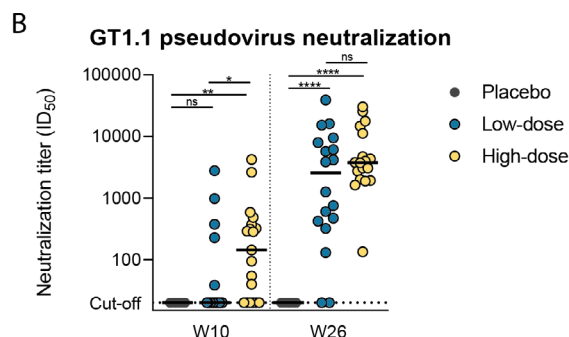 B
GT1.1 pseudovirus neutralization
Neutralization titer (ID50)
100000
10000
1000
100
Cut-off
ns
**
*
ns
****
****
W10
W26
Placebo
Low-dose
High-dose